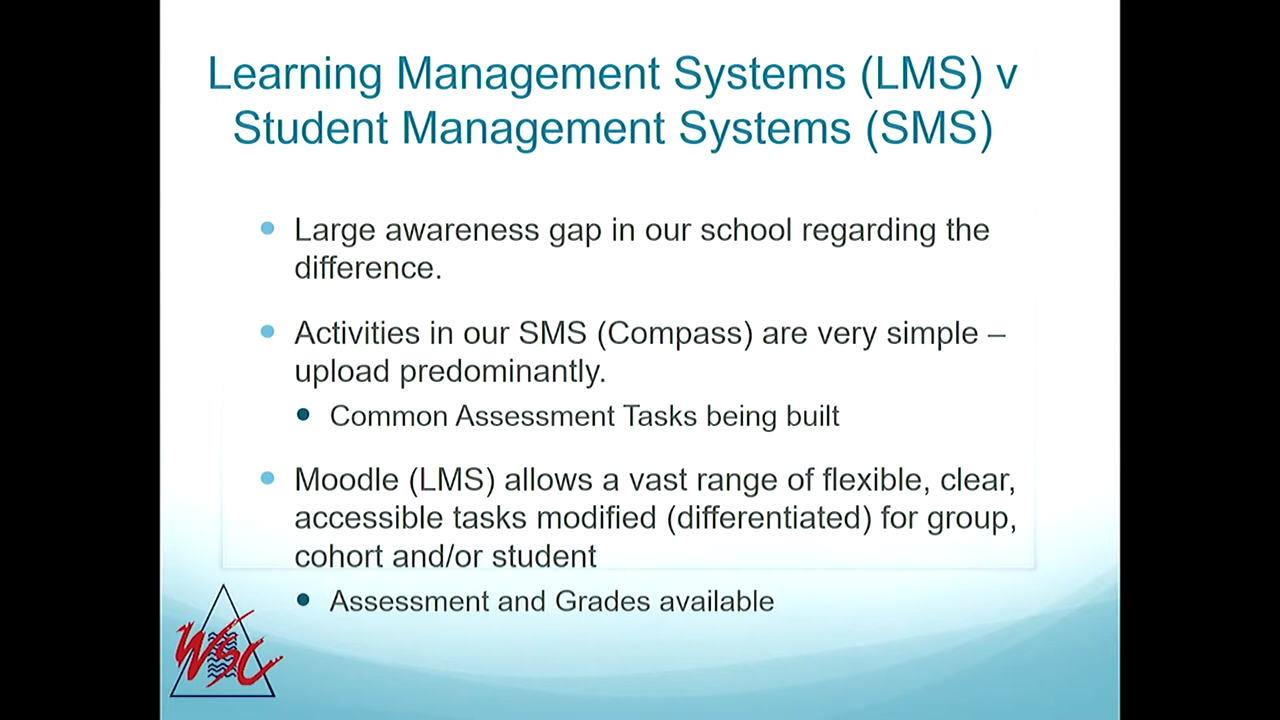 Learning Management Systems (LMS) v
Student Management Systems (SMS)
Large awareness gap in our school regarding the
difference.
Activities in our SMS (Compass) are very simple –
upload predominantly.
Common Assessment Tasks being built
Moodle (LMS) allows a vast range of flexible, clear,
accessible tasks modified (differentiated) for group,
cohort and/or student
Assessment and Grades available
WSC